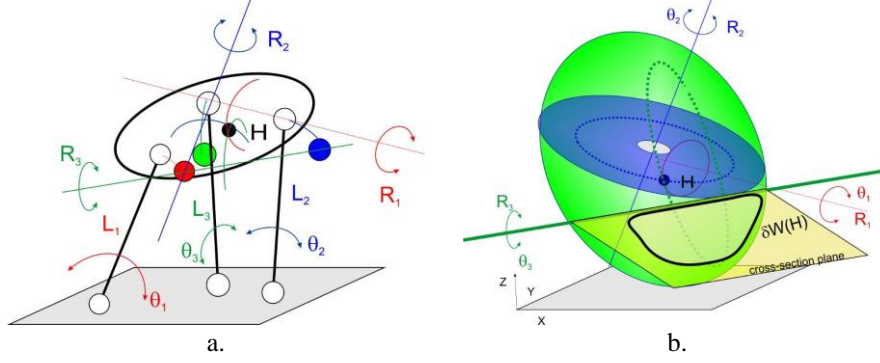 R₂
H
R₃
R₁
L₁
L₃
L₂
θ₃
θ₂
θ₁
a.
θ₂
R₂
H
R₃
θ₃
θ₁
R₁
δW(H)
cross-section plane
Z
Y
X
b.